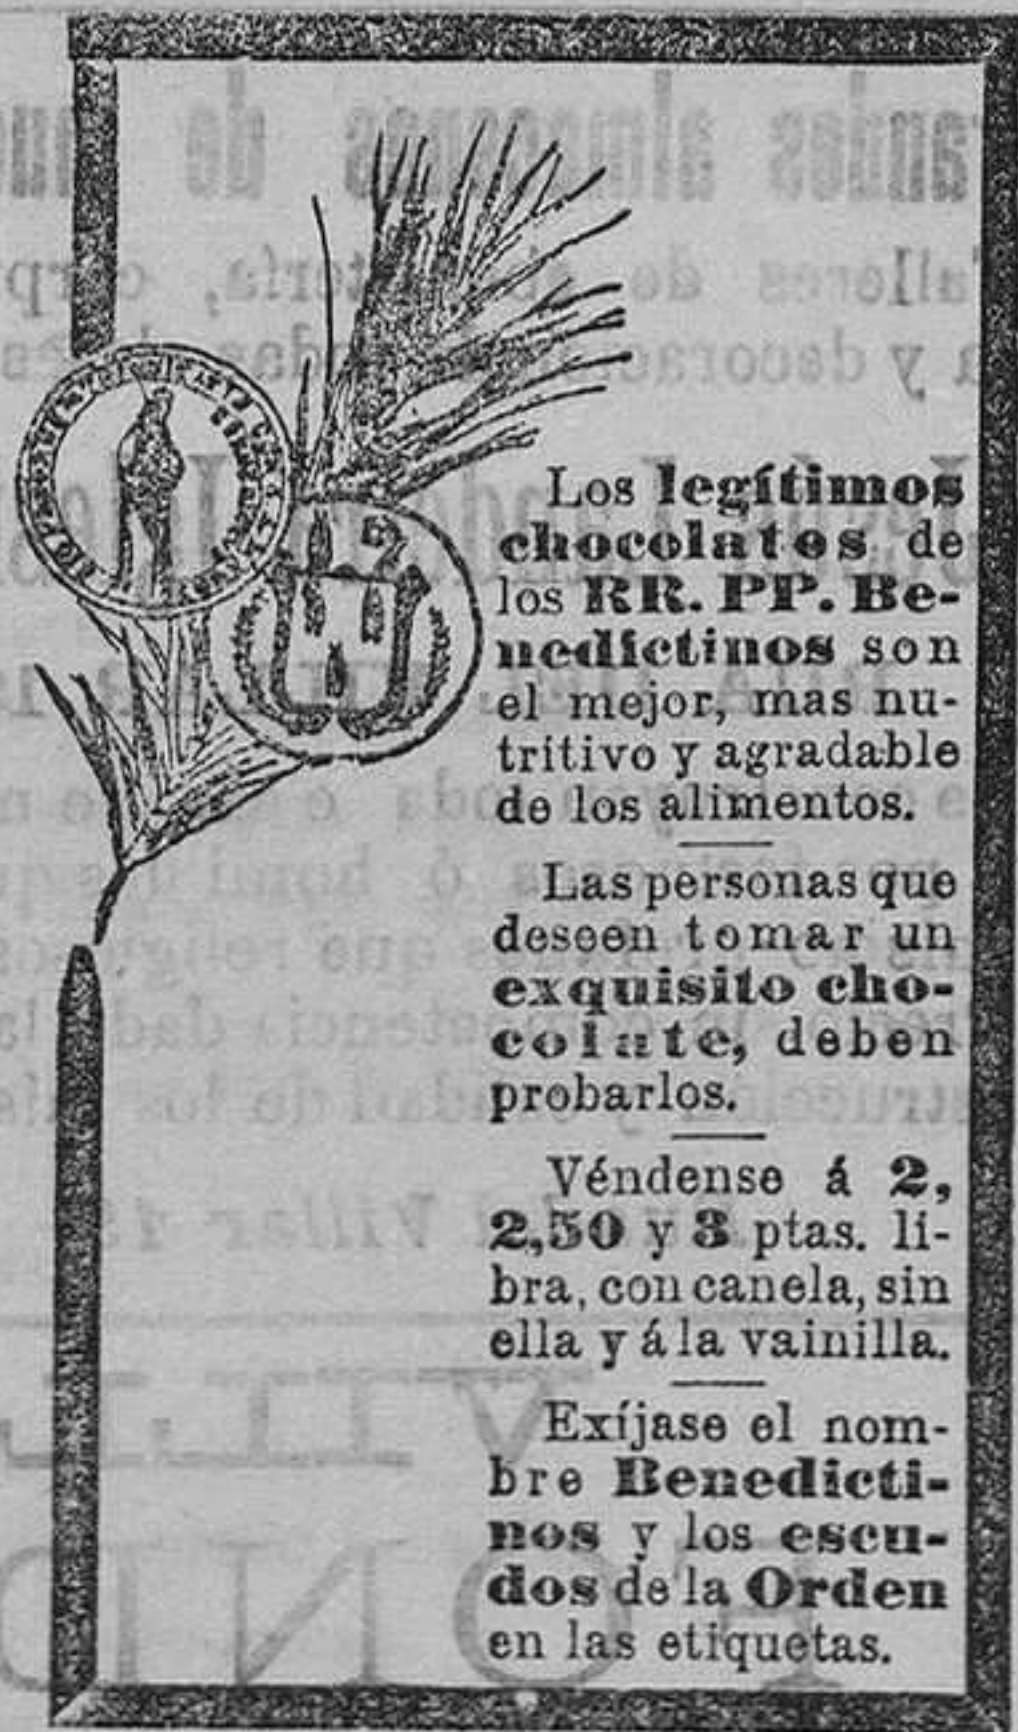 Los legítimos
chocolates de
los RR. PP. Be-
nedictinos son
el mejor, mas nu-
tritivo y agradable
de los alimentos.
Las personas que
deseen tomar un
exquisito cho-
colate, deben
probarlos.
Véndense á 2,
2,50 y 3 ptas. li-
bra, con canela, sin
ella y á la vainilla.
Exíjase el nom-
bre Benedicti-
nos y los escu-
dos de la Orden
en las etiquetas.